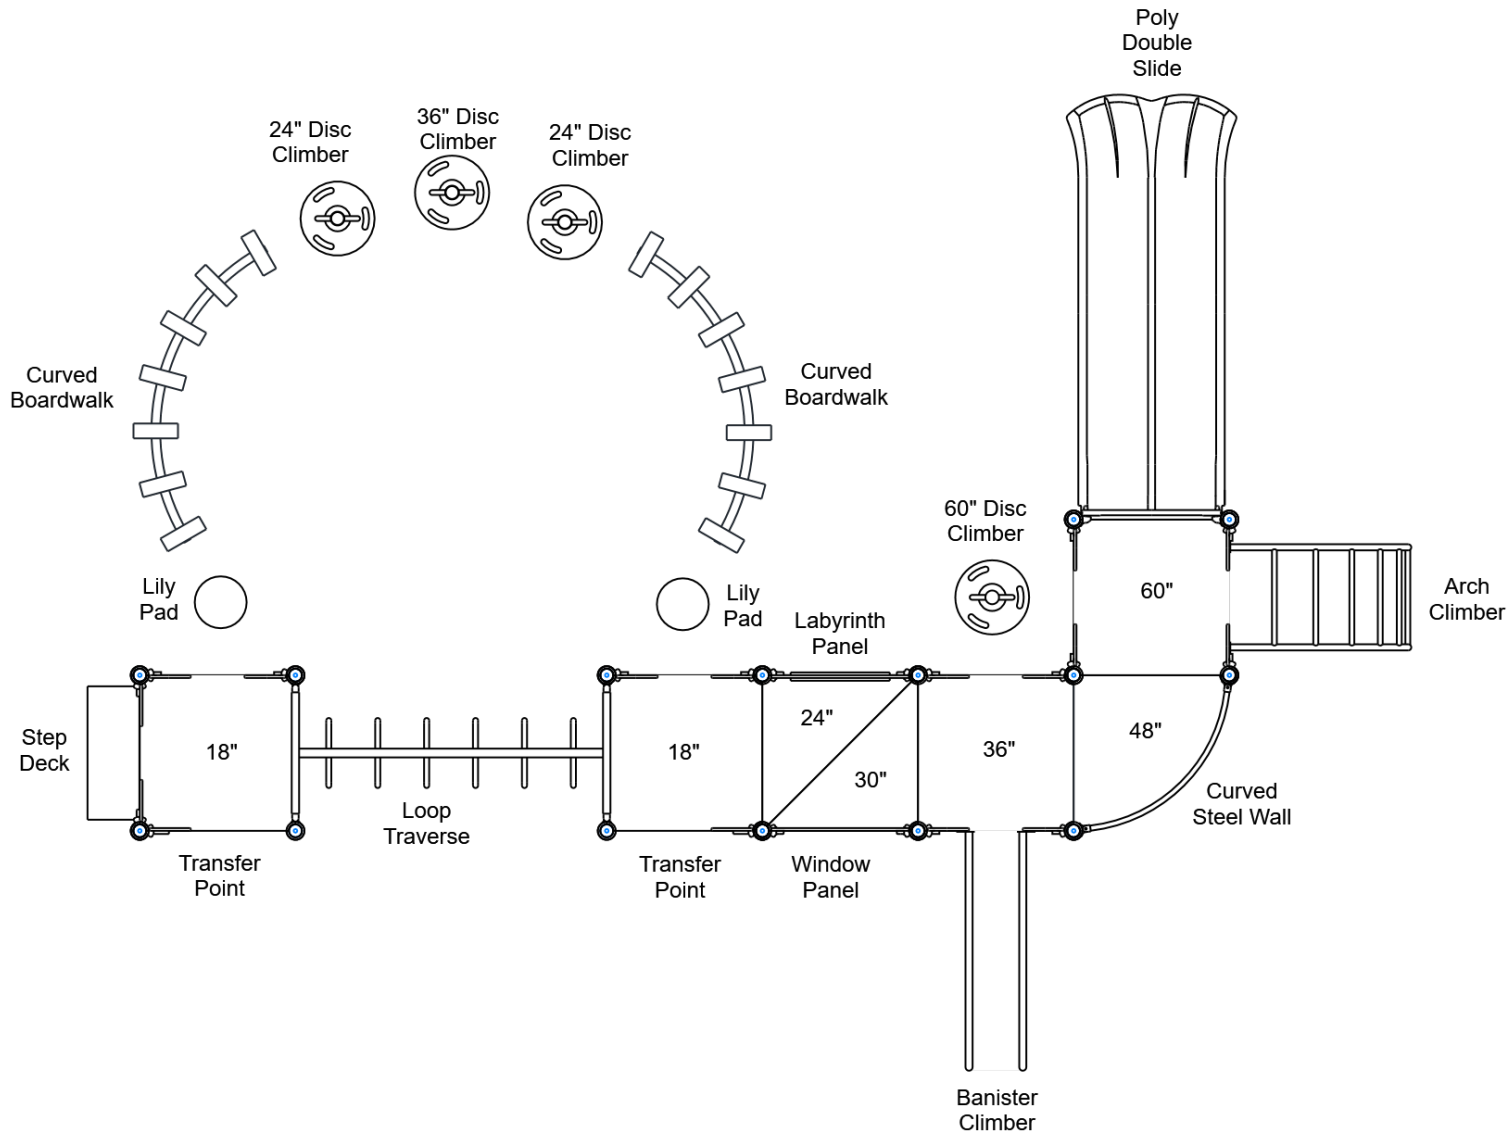 Poly
Double
Slide
24" Disc
Climber
36" Disc
Climber
24" Disc
Climber
Curved
Boardwalk
Curved
Boardwalk
60" Disc
Climber
Lily
Pad
Lily
Pad
Labyrinth
Panel
60"
Arch
Climber
Step
Deck
18"
Loop
Traverse
18"
24"
30"
36"
48"
Curved
Steel Wall
Transfer
Point
Transfer
Point
Window
Panel
Banister
Climber